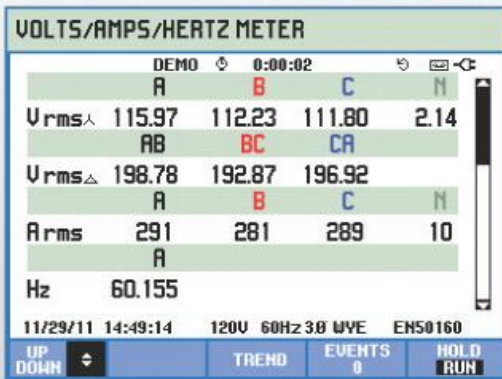 VOLTS/AMPS/HERTZ METER
DEMO 0:00:02
A B C N
Vrms 115.97 112.23 111.80 2.14
AB BC CA
Vrms 198.78 192.87 196.92
A B C N
Arms 291 281 289 10
A
Hz 60.155
11/29/11 14:49:14 120V 60Hz 3.0 WYE EN50160
UP DOWN TREND EVENTS 0 HOLD RUN